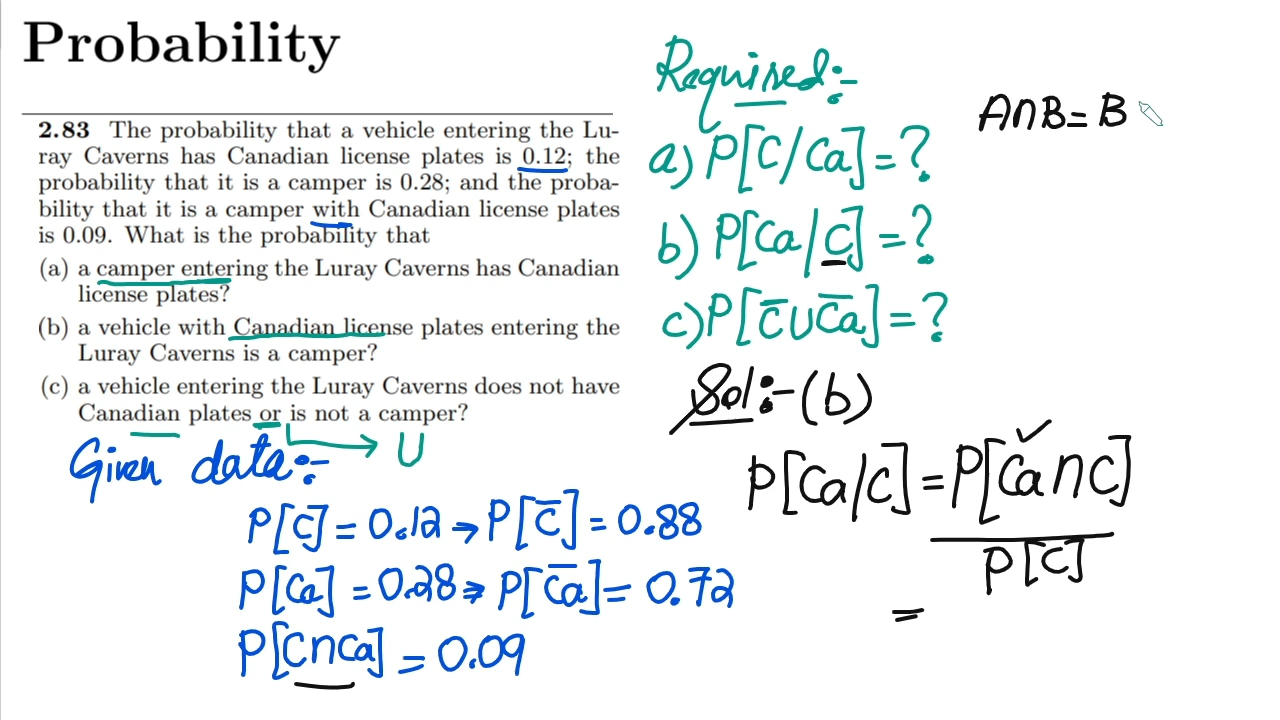 Probability
2.83 The probability that a vehicle entering the Lu-
ray Caverns has Canadian license plates is 0.12; the
probability that it is a camper is 0.28; and the proba-
bility that it is a camper with Canadian license plates
is 0.09. What is the probability that
(a) a camper entering the Luray Caverns has Canadian
license plates?
(b) a vehicle with Canadian license plates entering the
Luray Caverns is a camper?
(c) a vehicle entering the Luray Caverns does not have
Canadian plates or is not a camper?
U
Given data:-
P[C] = 0.12 → P[C̅] = 0.88
P[Ca] = 0.28 ⇒ P[C̅a̅] = 0.72
P[C∩Ca] = 0.09
Required:-
a) P[C/Ca] = ?
b) P[Ca|C] = ?
c) P[C̅ ∪ C̅a̅] = ?
A∩B = B
Sol:- (b)
P[Ca/C] = P[Ca∩C]
P[C]
=